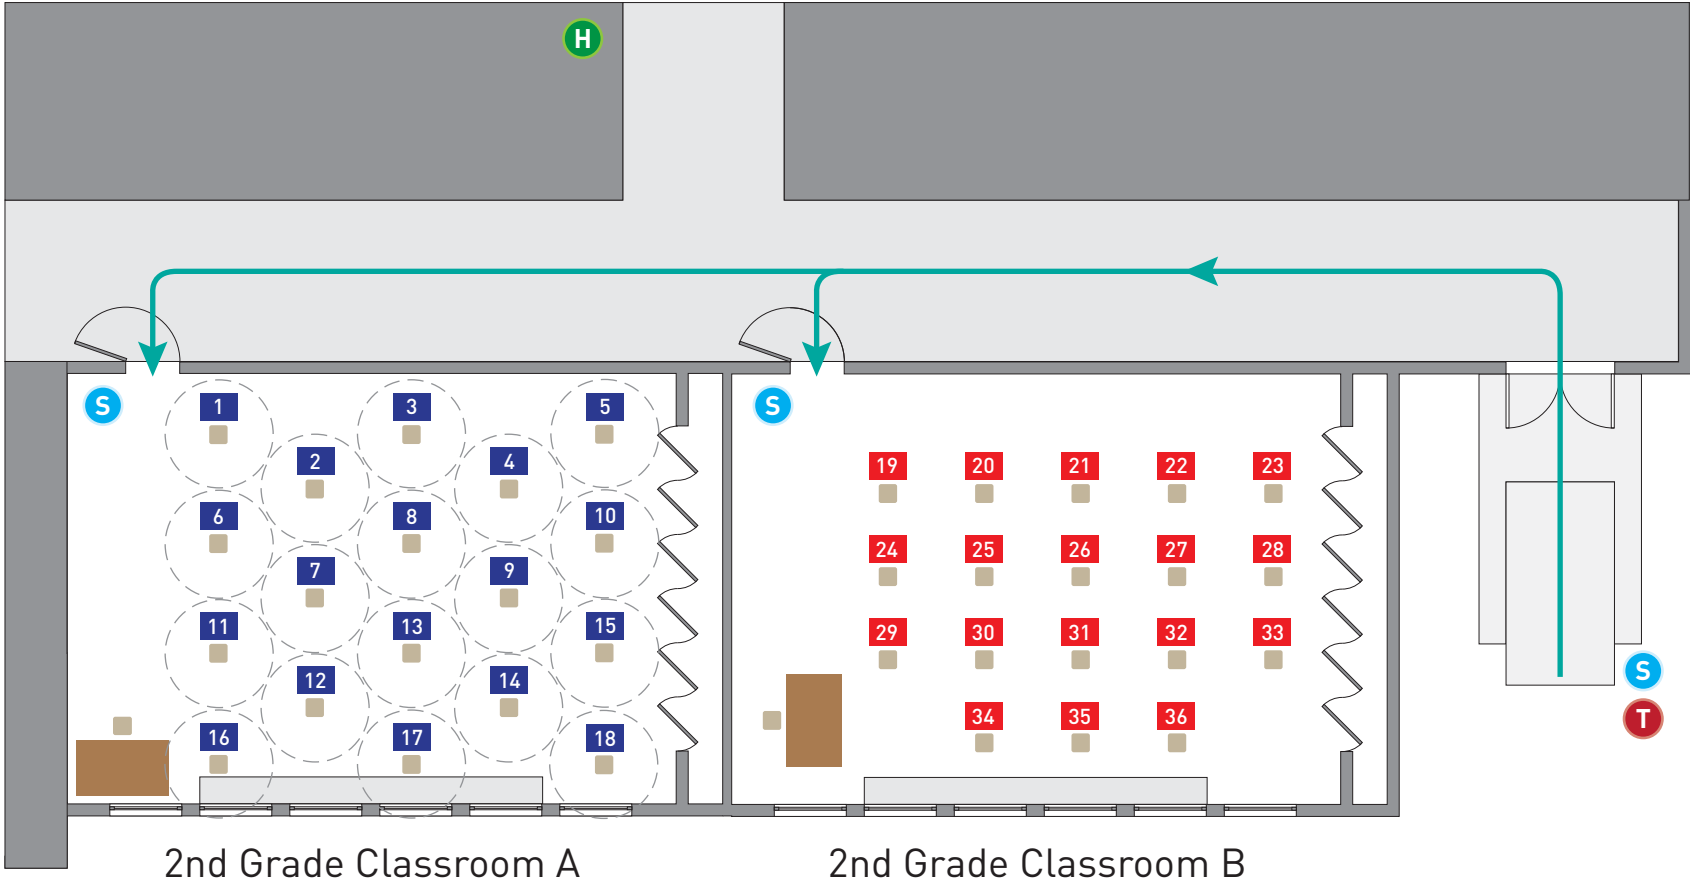 H
S
1 3 5
2 4
S
6 8 10
7 9
11 13 15
12 14
16 17 18
19 20 21 22 23
24 25 26 27 28
29 30 31 32 33
34 35 36
S
T
2nd Grade Classroom A
2nd Grade Classroom B